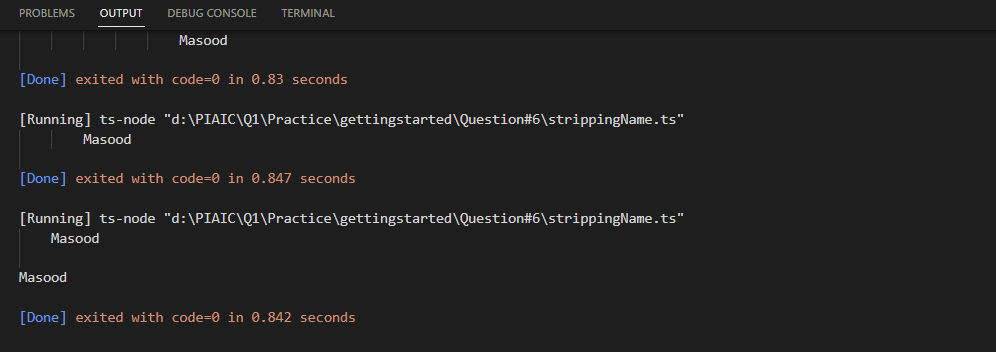 PROBLEMS OUTPUT DEBUG CONSOLE TERMINAL
Masood
[Done] exited with code=0 in 0.83 seconds
[Running] ts-node "d:\PIAIC\Q1\Practice\gettingstarted\Question#6\strippingName.ts"
Masood
[Done] exited with code=0 in 0.847 seconds
[Running] ts-node "d:\PIAIC\Q1\Practice\gettingstarted\Question#6\strippingName.ts"
Masood
Masood
[Done] exited with code=0 in 0.842 seconds